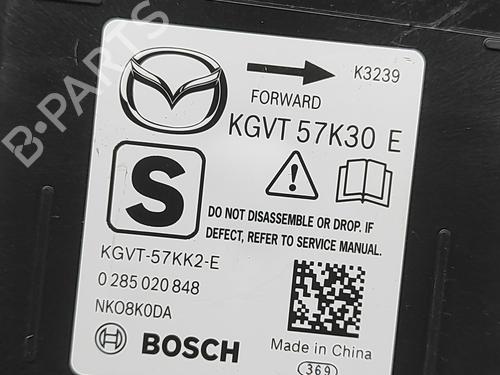 K3239
FORWARD
KGVT 57K30 E
S
DO NOT DISASSEMBLE OR DROP. IF
DEFECT, REFER TO SERVICE MANUAL.
KGVT-57KK2-E
0 285 020 848
NKO8K0DA
BOSCH
Made in China
369
B-PARTS